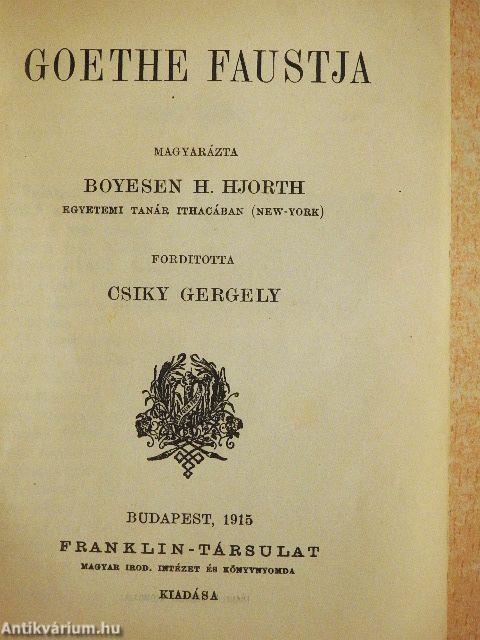 GOETHE FAUSTJA
MAGYARÁZTA
BOYESEN H. HJORTH
EGYETEMI TANÁR ITHACÁBAN (NEW-YORK)
FORDITOTTA
CSIKY GERGELY
BUDAPEST, 1915
FRANKLIN-TÁRSULAT
MAGYAR IROD. INTÉZET ÉS KÖNYVNYOMDA
KIADÁSA
Antikvárium.hu